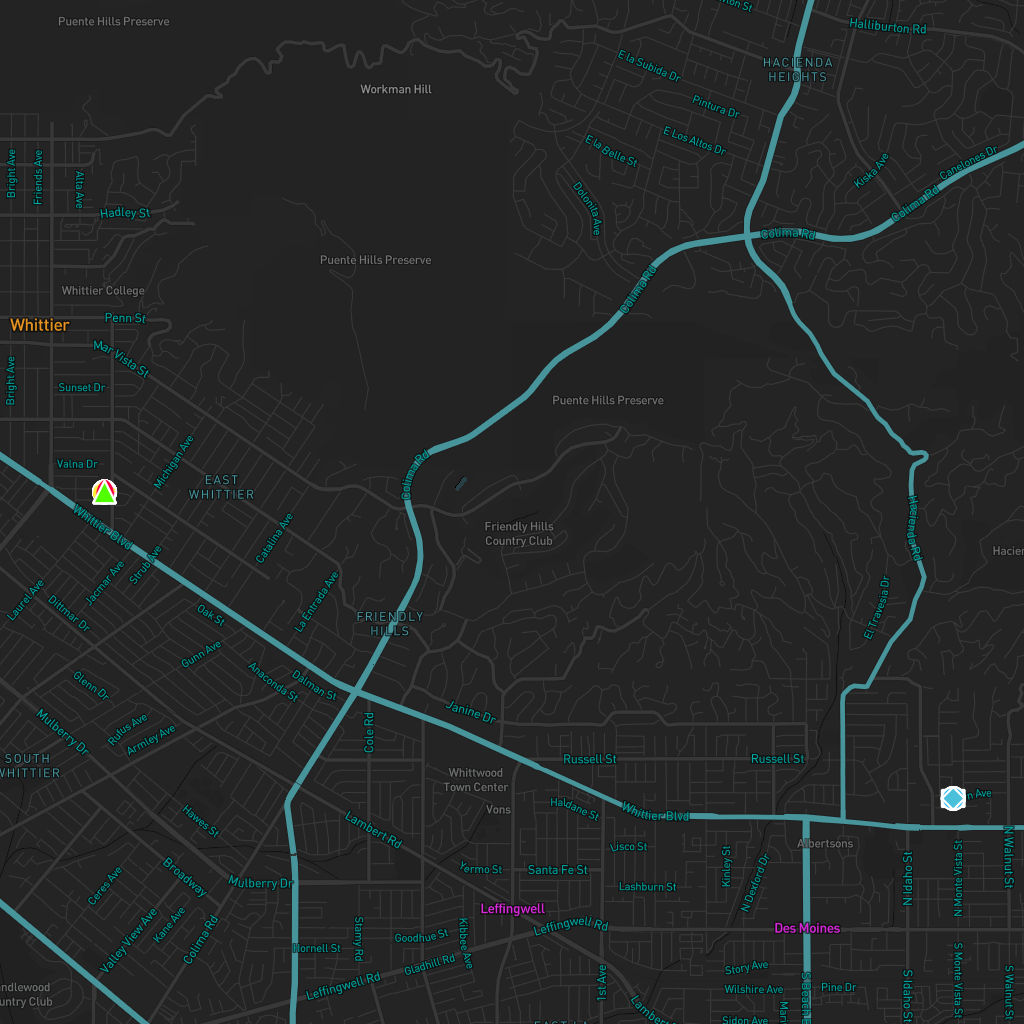 Puente Hills Preserve
Halliburton Rd
HACIENDA
HEIGHTS
E la Subida Dr
Workman Hill
Pintura Dr
E Los Altos Dr
E la Belle St
Kiska Ave
Canelones Dr
Bright Ave
Friends Ave
Alta Ave
Hadley St
Dolonita Ave
Colima Rd
Colima Rd
Puente Hills Preserve
Whittier College
Colima Rd
Penn St
Whittier
Mar Vista St
Bright Ave
Sunset Dr
Puente Hills Preserve
Michigan Ave
Valna Dr
Colima Rd
EAST
WHITTIER
Whittier Blvd
Catalina Ave
Friendly Hills
Country Club
Hacienda Rd
Strub Ave
Jacmar Ave
Laurel Ave
Dittmar Dr
La Entrada Ave
El Travesia Dr
Oak St
FRIENDLY
HILLS
Gunn Ave
Anaconda St
Dalman St
Glenn Dr
Janine Dr
Mulberry Dr
Rufus Ave
Armley Ave
Cole Rd
SOUTH
Russell St
Russell St
Whittwood
Town Center
Vons
Haldane St
Whittier Blvd
Hawes St
Lambert Rd
Lisco St
Albertsons
N Walnut St
Kinley St
N Idaho St
N Monte Vista St
Broadway
Ceres Ave
Mulberry Dr
Yermo St
Santa Fe St
Lashburn St
N Dexford Dr
Leffingwell
Leffingwell Rd
Des Moines
Valley View Ave
Kane Ave
Colima Rd
Stamy Rd
Goodhue St
Kibbee Ave
Gladhill Rd
Leffingwell Rd
1st Ave
Story Ave
Wilshire Ave
Pine Dr
S Idaho St
S Monte Vista St
S Walnut St
Sidon Ave